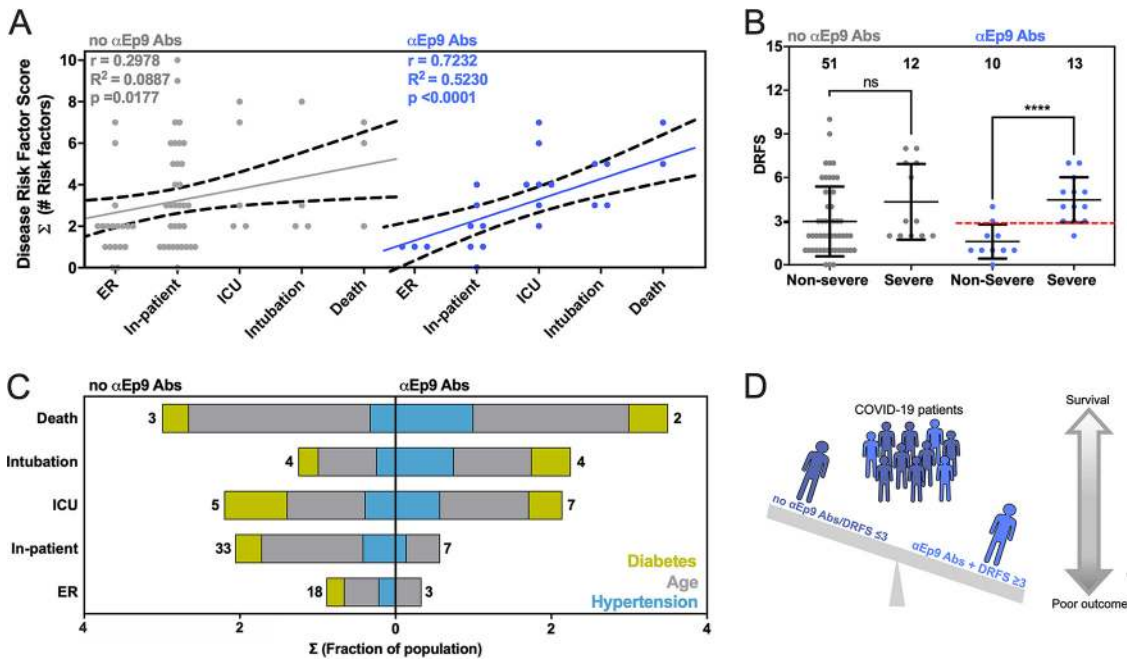 A
no αEp9 Abs
r = 0.2978
R² = 0.0887
p =0.0177
αEp9 Abs
r = 0.7232
R² = 0.5230
p <0.0001
Disease Risk Factor Score
Σ (# Risk factors)
10
8
6
4
2
0
ER
In-patient
ICU
Intubation
Death
ER
In-patient
ICU
Intubation
Death
B
no αEp9 Abs
αEp9 Abs
51
12
10
13
ns
****
DRFS
15
12
9
6
3
0
Non-severe
Severe
Non-Severe
Severe
C
no αEp9 Abs
αEp9 Abs
Death
3
2
Intubation
4
4
ICU
5
7
In-patient
33
7
ER
18
3
Diabetes
Age
Hypertension
4
2
0
2
4
Σ (Fraction of population)
D
COVID-19 patients
no αEp9 Abs/DRFS ≤3
αEp9 Abs + DRFS ≥3
Survival
Poor outcome